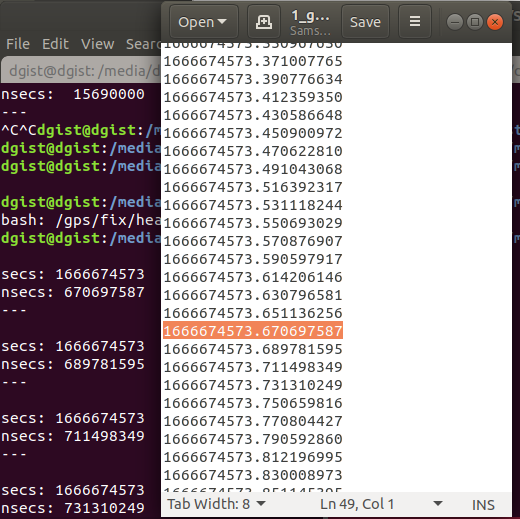 File Edit View Searc
dgist@dgist: /media/d
nsecs:  15690000
---
^C^Cdgist@dgist:/m
dgist@dgist:/media
dgist@dgist:/media
dgist@dgist:/media
bash: /gps/fix/hea
dgist@dgist:/media
secs: 1666674573
nsecs: 670697587
---
secs: 1666674573
nsecs: 689781595
---
secs: 1666674573
nsecs: 711498349
---
secs: 1666674573
nsecs: 731310249
Open
1_g...
Sams...
Save
1666674573.371007765
1666674573.390776634
1666674573.412359350
1666674573.430586648
1666674573.450900972
1666674573.470622810
1666674573.491043068
1666674573.516392317
1666674573.531118244
1666674573.550693029
1666674573.570876907
1666674573.590597917
1666674573.614206146
1666674573.630796581
1666674573.651136256
1666674573.670697587
1666674573.689781595
1666674573.711498349
1666674573.731310249
1666674573.750659816
1666674573.770804427
1666674573.790592860
1666674573.812196995
1666674573.830008973
Tab Width: 8
Ln 49, Col 1
INS